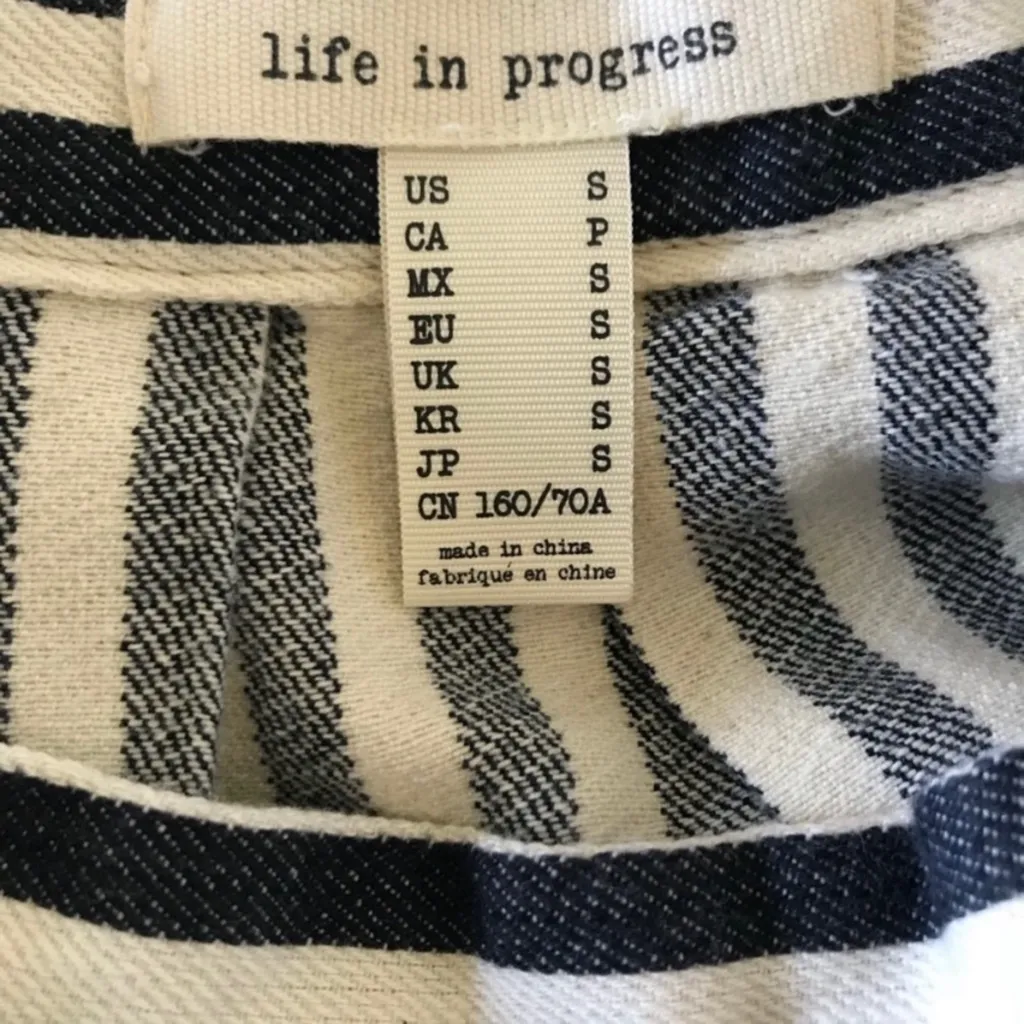 life in progress
US S
CA P
MX S
EU S
UK S
KR S
JP S
CN 160/70A
made in china
fabriqué en chine